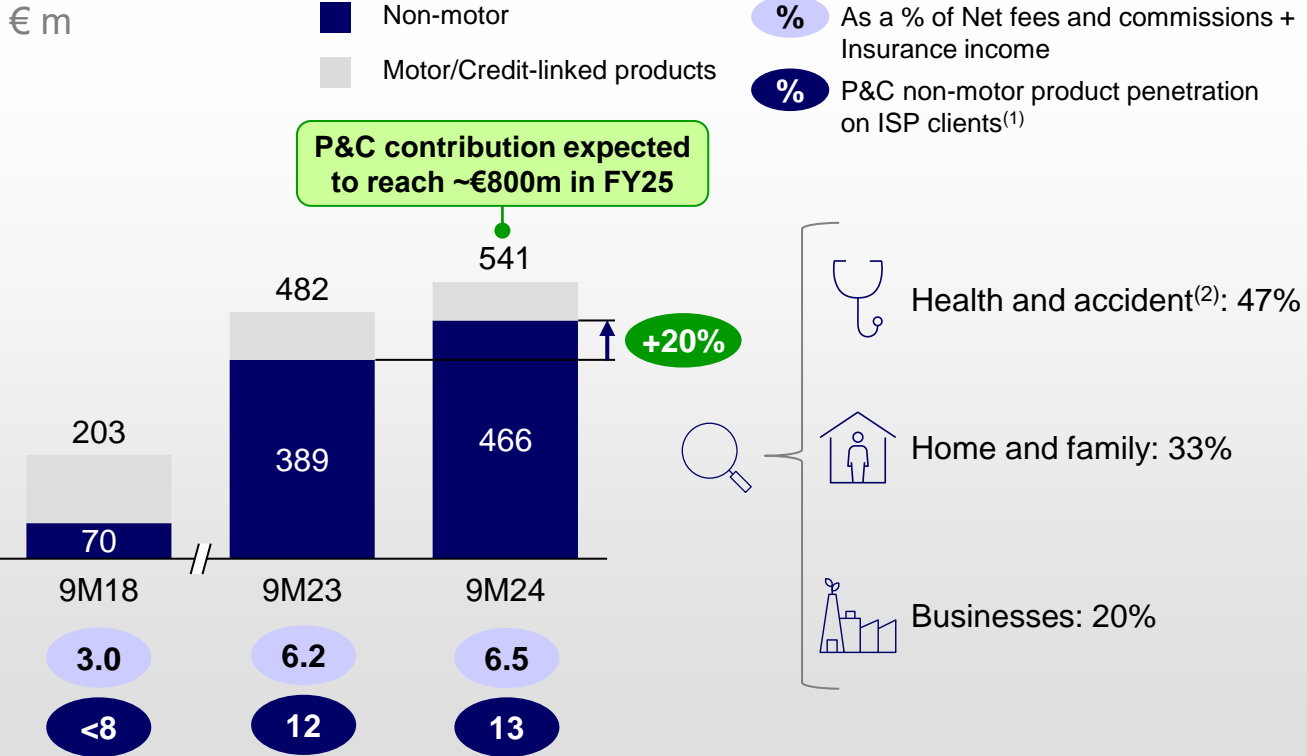 € m
Non-motor
Motor/Credit-linked products
% As a % of Net fees and commissions +
Insurance income
% P&C non-motor product penetration
on ISP clients(1)
P&C contribution expected
to reach ~€800m in FY25
203
70
482
389
541
466
+20%
9M18
9M23
9M24
3.0
6.2
6.5
<8
12
13
Health and accident(2): 47%
Home and family: 33%
Businesses: 20%